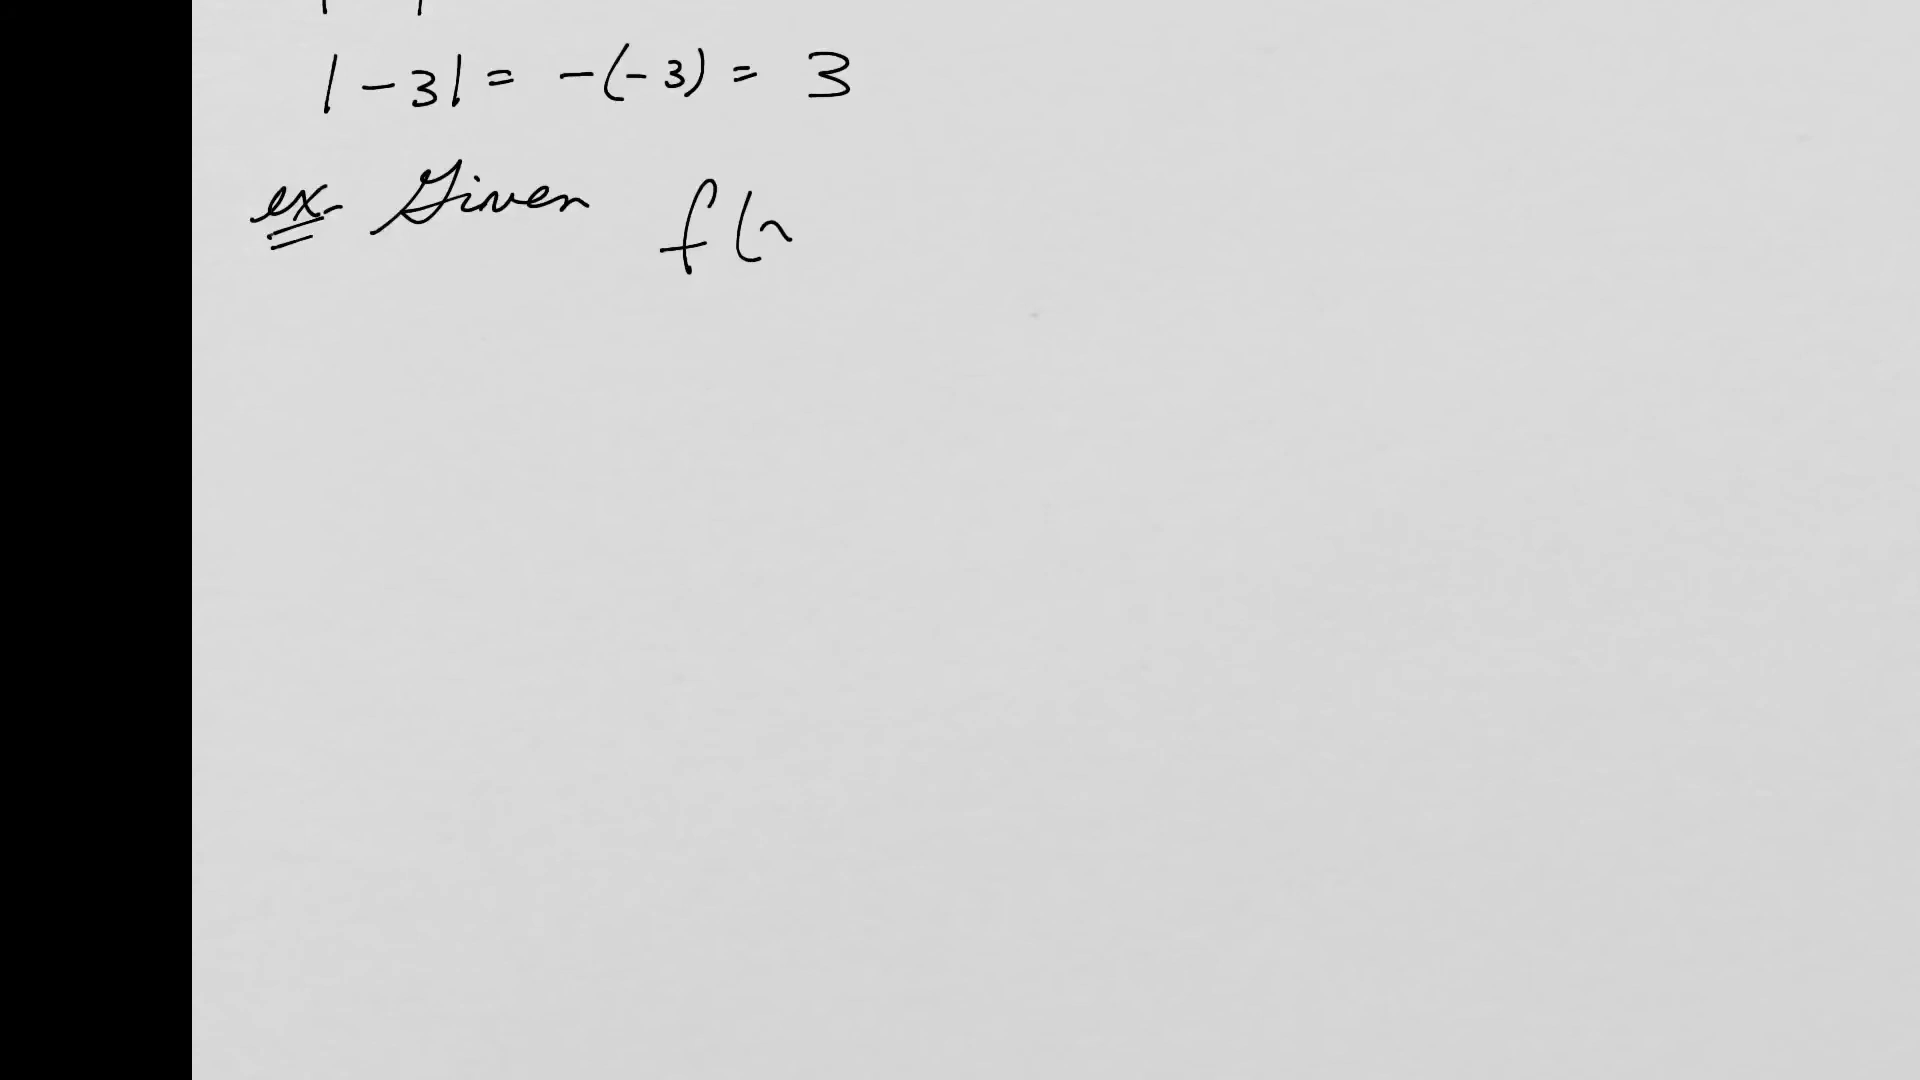 |-3| = -(-3) = 3
ex. Given f(